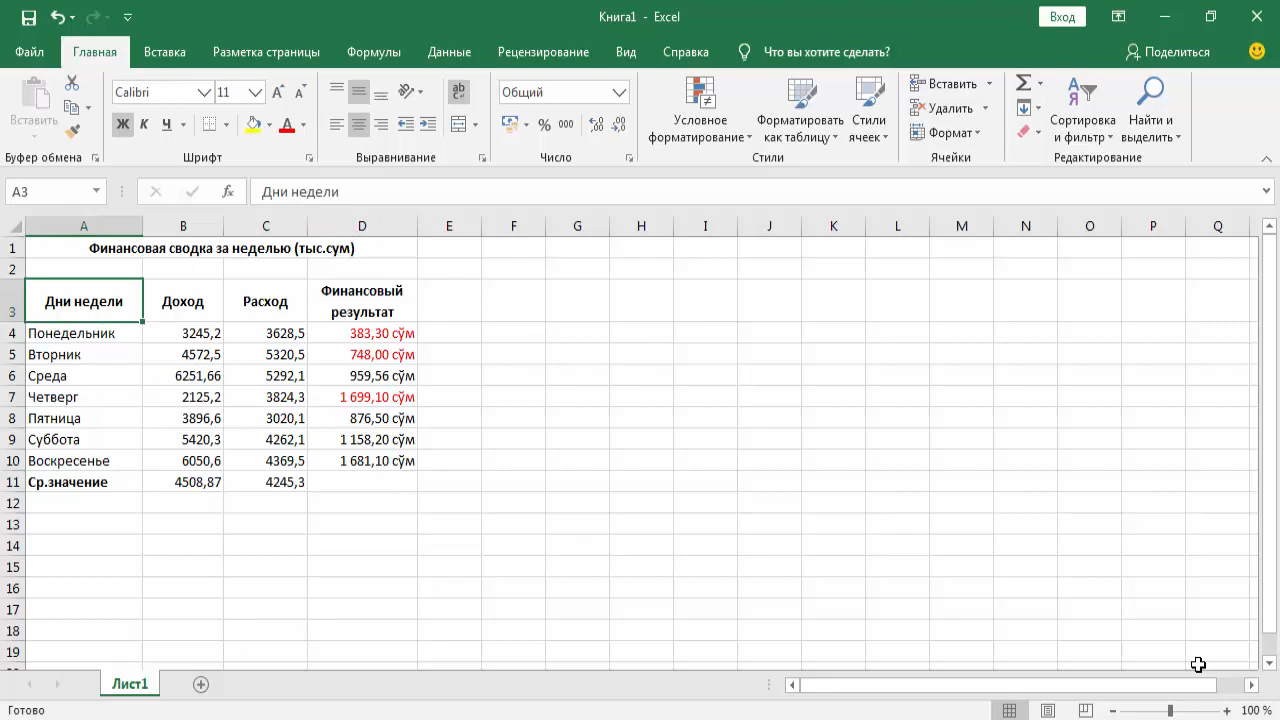 Книга1 - Excel
Вход
Файл Главная Вставка Разметка страницы Формулы Данные Рецензирование Вид Справка Что вы хотите сделать? Поделиться
Вставить
Calibri 11
Ж К Ч
Общий
% 000
Условное форматирование
Форматировать как таблицу
Стили ячеек
Вставить
Удалить
Формат
Сортировка и фильтр
Найти и выделить
Буфер обмена Шрифт Выравнивание Число Стили Ячейки Редактирование
A3 fx Дни недели
A B C D E F G H I J K L M N O P Q
1 Финансовая сводка за неделью (тыс.сум)
2
3 Дни недели Доход Расход Финансовый результат
4 Понедельник 3245,2 3628,5 383,30 сўм
5 Вторник 4572,5 5320,5 748,00 сўм
6 Среда 6251,66 5292,1 959,56 сўм
7 Четверг 2125,2 3824,3 1 699,10 сўм
8 Пятница 3896,6 3020,1 876,50 сўм
9 Суббота 5420,3 4262,1 1 158,20 сўм
10 Воскресенье 6050,6 4369,5 1 681,10 сўм
11 Ср.значение 4508,87 4245,3
12
13
14
15
16
17
18
19
Лист1
Готово 100 %